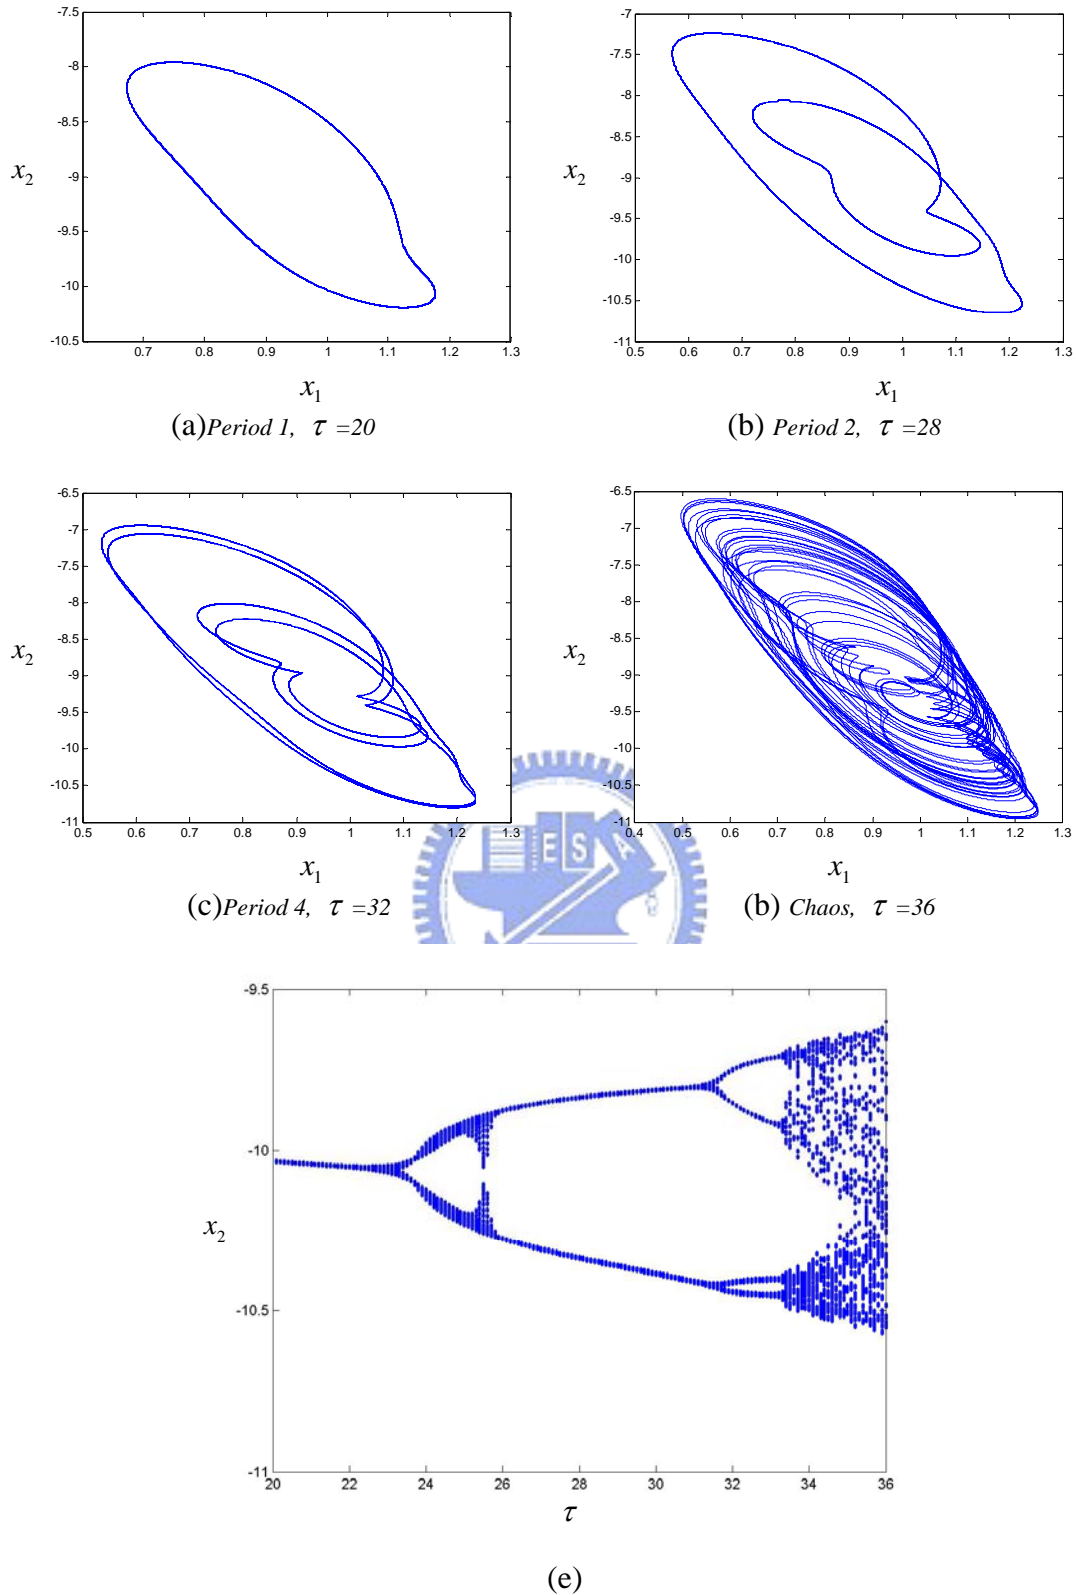 -7.5
-8
-8.5
-9
-9.5
-10
-10.5
x₂
0.7 0.8 0.9 1 1.1 1.2 1.3
x₁
(a)Period 1, τ =20
-7
-7.5
-8
-8.5
-9
-9.5
-10
-10.5
-11
x₂
0.5 0.6 0.7 0.8 0.9 1 1.1 1.2 1.3
x₁
(b) Period 2, τ =28
-6.5
-7
-7.5
-8
-8.5
-9
-9.5
-10
-10.5
-11
x₂
0.5 0.6 0.7 0.8 0.9 1 1.1 1.2 1.3
x₁
(c)Period 4, τ =32
-6.5
-7
-7.5
-8
-8.5
-9
-9.5
-10
-10.5
-11
x₂
0.4 0.5 0.6 0.7 0.8 0.9 1 1.1 1.2 1.3
x₁
(b) Chaos, τ =36
E S A
-9.5
-10
-10.5
-11
x₂
20 22 24 26 28 30 32 34 36
τ
(e)